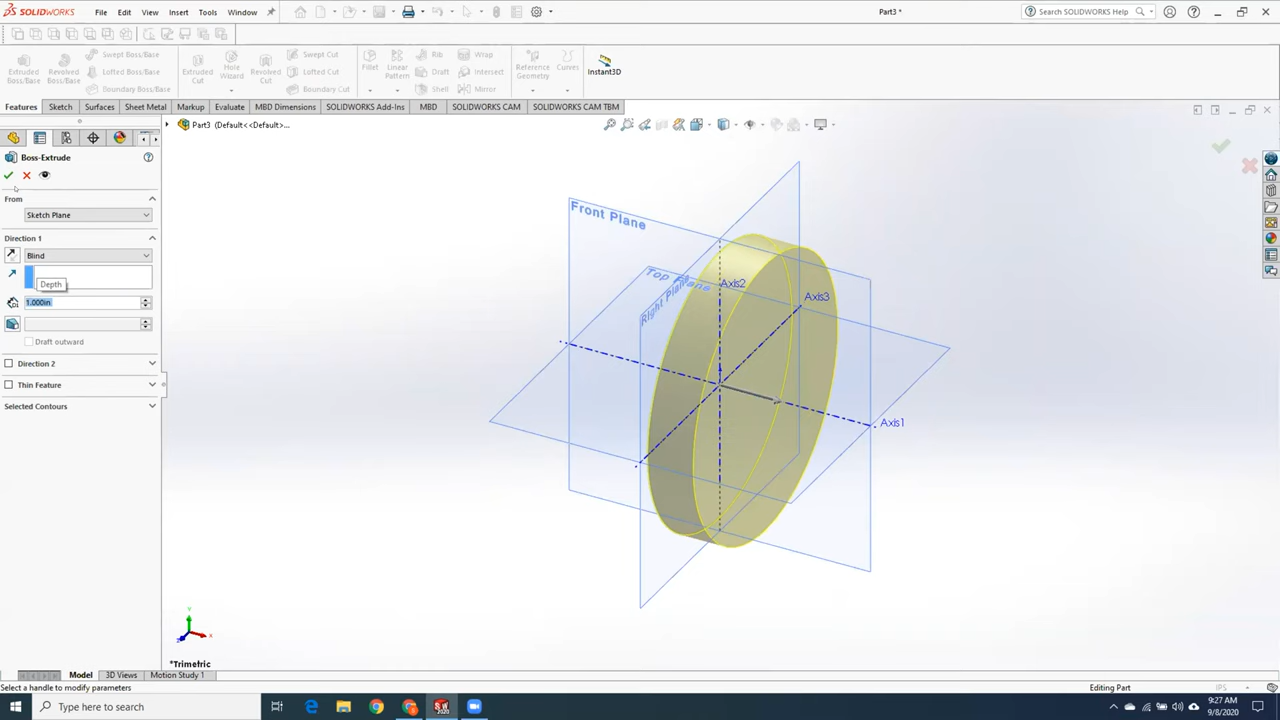 SOLIDWORKS
File Edit View Insert Tools Window
Part3 *
Search SOLIDWORKS Help
Extruded Boss/Base
Revolved Boss/Base
Swept Boss/Base
Lofted Boss/Base
Boundary Boss/Base
Extruded Cut
Hole Wizard
Revolved Cut
Swept Cut
Lofted Cut
Boundary Cut
Fillet
Linear Pattern
Rib
Draft
Shell
Wrap
Intersect
Mirror
Reference Geometry
Curves
Instant3D
Features Sketch Surfaces Sheet Metal Markup Evaluate MBD Dimensions SOLIDWORKS Add-Ins MBD SOLIDWORKS CAM SOLIDWORKS CAM TBM
Part3 (Default<<Default>...
Boss-Extrude
From
Sketch Plane
Direction 1
Blind
Depth
1.000in
Draft outward
Direction 2
Thin Feature
Selected Contours
Front Plane
Top Plane
Right Plane
Axis2
Axis3
Axis1
Y
X
Z
*Trimetric
Model 3D Views Motion Study 1
Select a handle to modify parameters
Editing Part
IPS
Type here to search
SW
2020
9:27 AM
9/8/2020